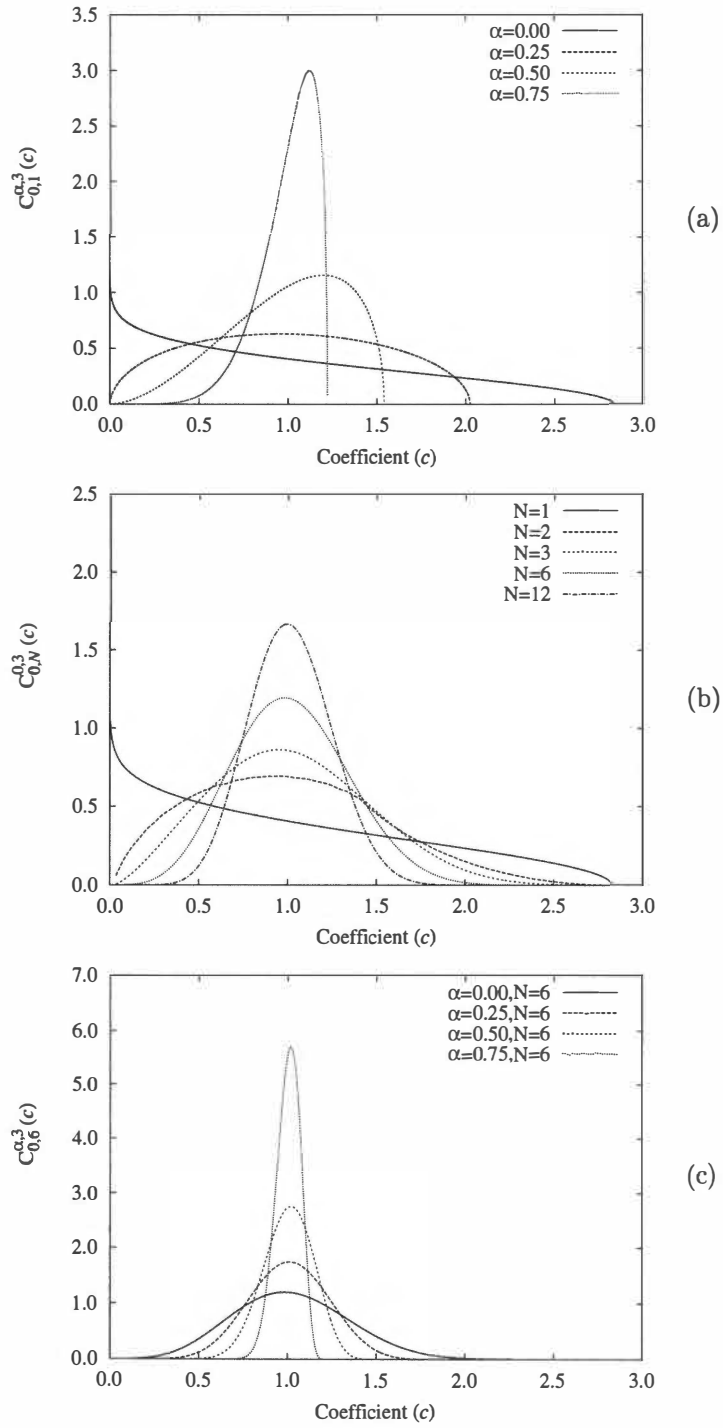 3.5
3.0
2.5
2.0
1.5
1.0
0.5
0.0
C^{α,3}_{0,1}(c)
α=0.00
α=0.25
α=0.50
α=0.75
0.0 0.5 1.0 1.5 2.0 2.5 3.0
Coefficient (c)
(a)
2.5
2.0
1.5
1.0
0.5
0.0
C^{0,3}_{0,N}(c)
N=1
N=2
N=3
N=6
N=12
0.0 0.5 1.0 1.5 2.0 2.5 3.0
Coefficient (c)
(b)
7.0
6.0
5.0
4.0
3.0
2.0
1.0
0.0
C^{α,3}_{0,6}(c)
α=0.00,N=6
α=0.25,N=6
α=0.50,N=6
α=0.75,N=6
0.0 0.5 1.0 1.5 2.0 2.5 3.0
Coefficient (c)
(c)